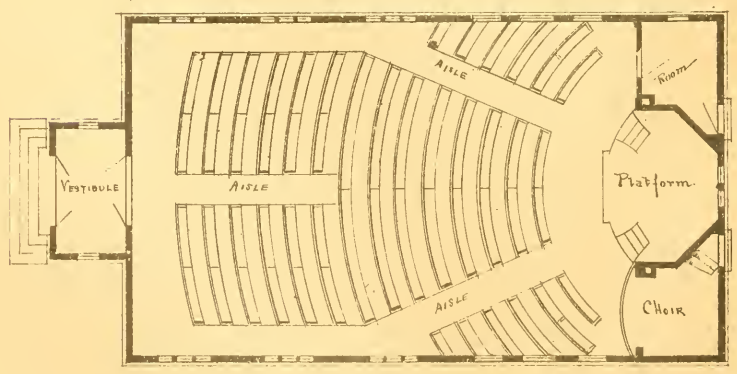 AISLE
ROOM
VESTIBULE
AISLE
Platform.
AISLE
CHOIR